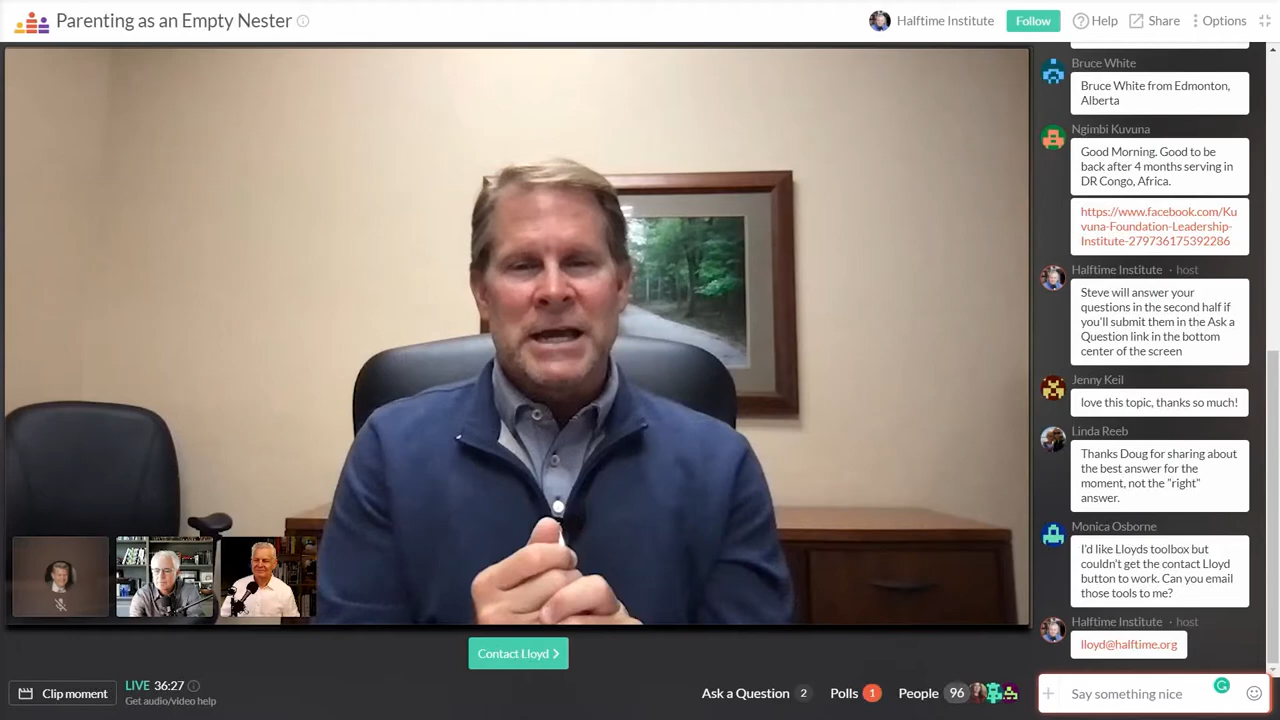 Parenting as an Empty Nester
Halftime Institute
Follow
Help
Share
Options
Bruce White
Bruce White from Edmonton,
Alberta
Ngimbi Kuvuna
Good Morning. Good to be
back after 4 months serving in
DR Congo, Africa.
https://www.facebook.com/Ku
vuna-Foundation-Leadership-
Institute-279736175392286
Halftime Institute · host
Steve will answer your
questions in the second half if
you'll submit them in the Ask a
Question link in the bottom
center of the screen
Jenny Keil
love this topic, thanks so much!
Linda Reeb
Thanks Doug for sharing about
the best answer for the
moment, not the "right"
answer.
Monica Osborne
I'd like Lloyds toolbox but
couldn't get the contact Lloyd
button to work. Can you email
those tools to me?
Halftime Institute · host
lloyd@halftime.org
Contact Lloyd
Clip moment
LIVE 36:27
Get audio/video help
Ask a Question 2
Polls 1
People 96
Say something nice